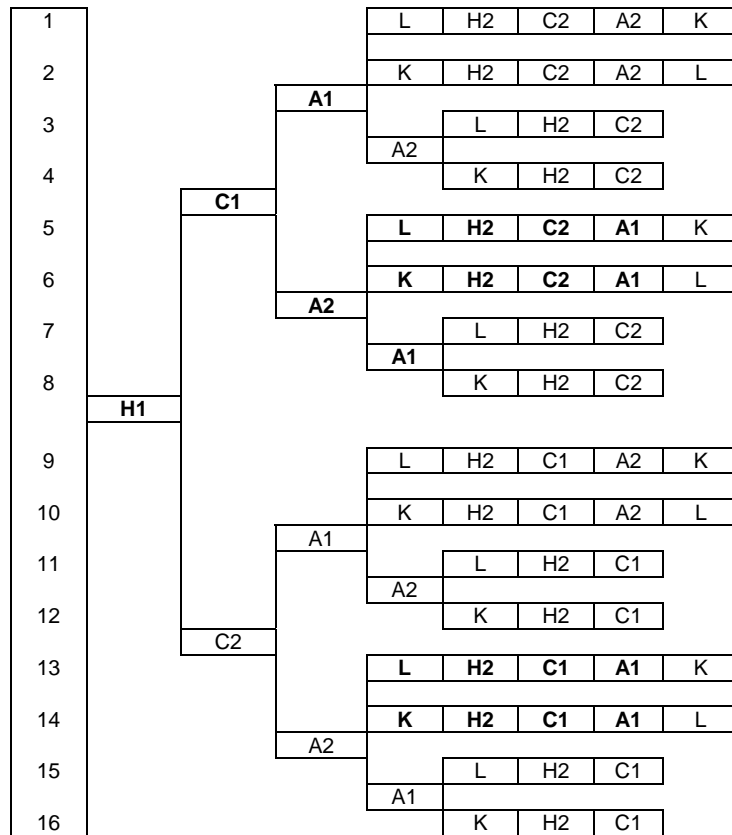 1 L H2 C2 A2 K
2 K H2 C2 A2 L
A1
3 L H2 C2
A2
4 K H2 C2
C1
5 L H2 C2 A1 K
6 K H2 C2 A1 L
A2
7 L H2 C2
A1
8 K H2 C2
H1
9 L H2 C1 A2 K
10 K H2 C1 A2 L
A1
11 L H2 C1
A2
12 K H2 C1
C2
13 L H2 C1 A1 K
14 K H2 C1 A1 L
A2
15 L H2 C1
A1
16 K H2 C1